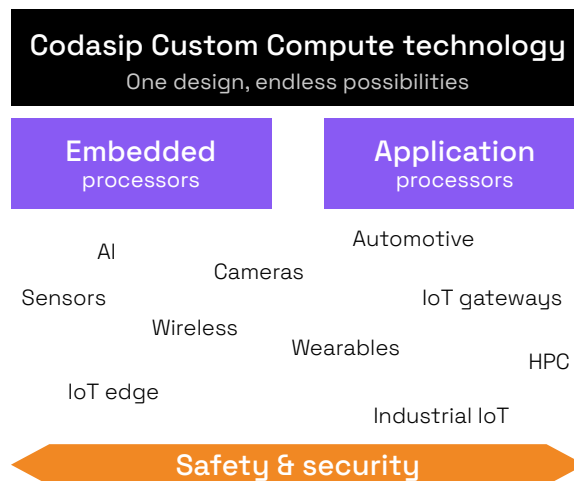 Codasip Custom Compute technology
One design, endless possibilities
Embedded
processors
Application
processors
Automotive
AI
Cameras
Sensors
IoT gateways
Wireless
Wearables
HPC
IoT edge
Industrial IoT
Safety & security